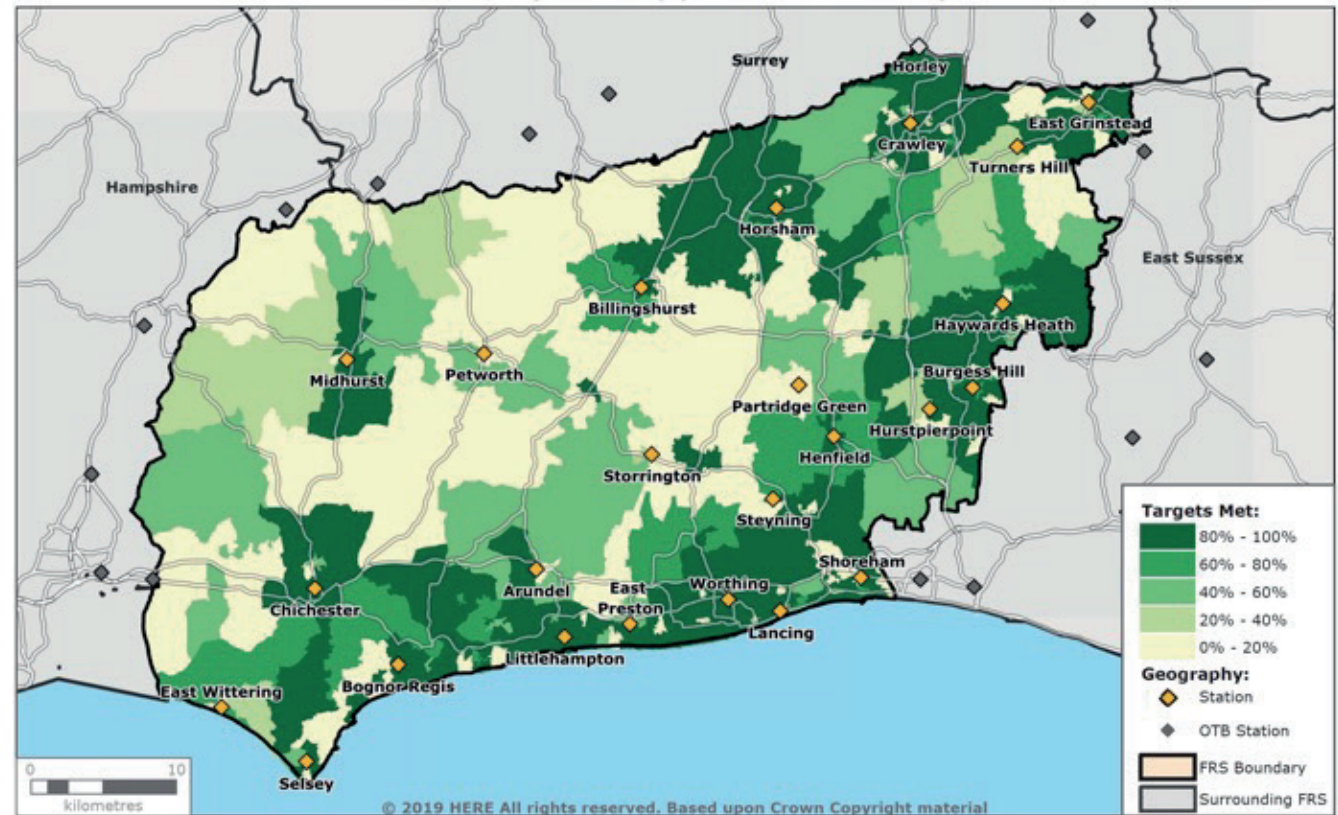 Surrey
Horley
East Grinstead
Crawley
Turners Hill
Hampshire
Horsham
East Sussex
Billingshurst
Haywards Heath
Midhurst
Petworth
Burgess Hill
Partridge Green
Hurstpierpoint
Henfield
Storrington
Steyning
Shoreham
Arundel
East
Preston
Worthing
Chichester
Lancing
Littlehampton
Bognor Regis
East Wittering
Selsey
Targets Met:
80% - 100%
60% - 80%
40% - 60%
20% - 40%
0% - 20%
Geography:
Station
OTB Station
FRS Boundary
Surrounding FRS
0 10
kilometres
© 2019 HERE All rights reserved. Based upon Crown Copyright material